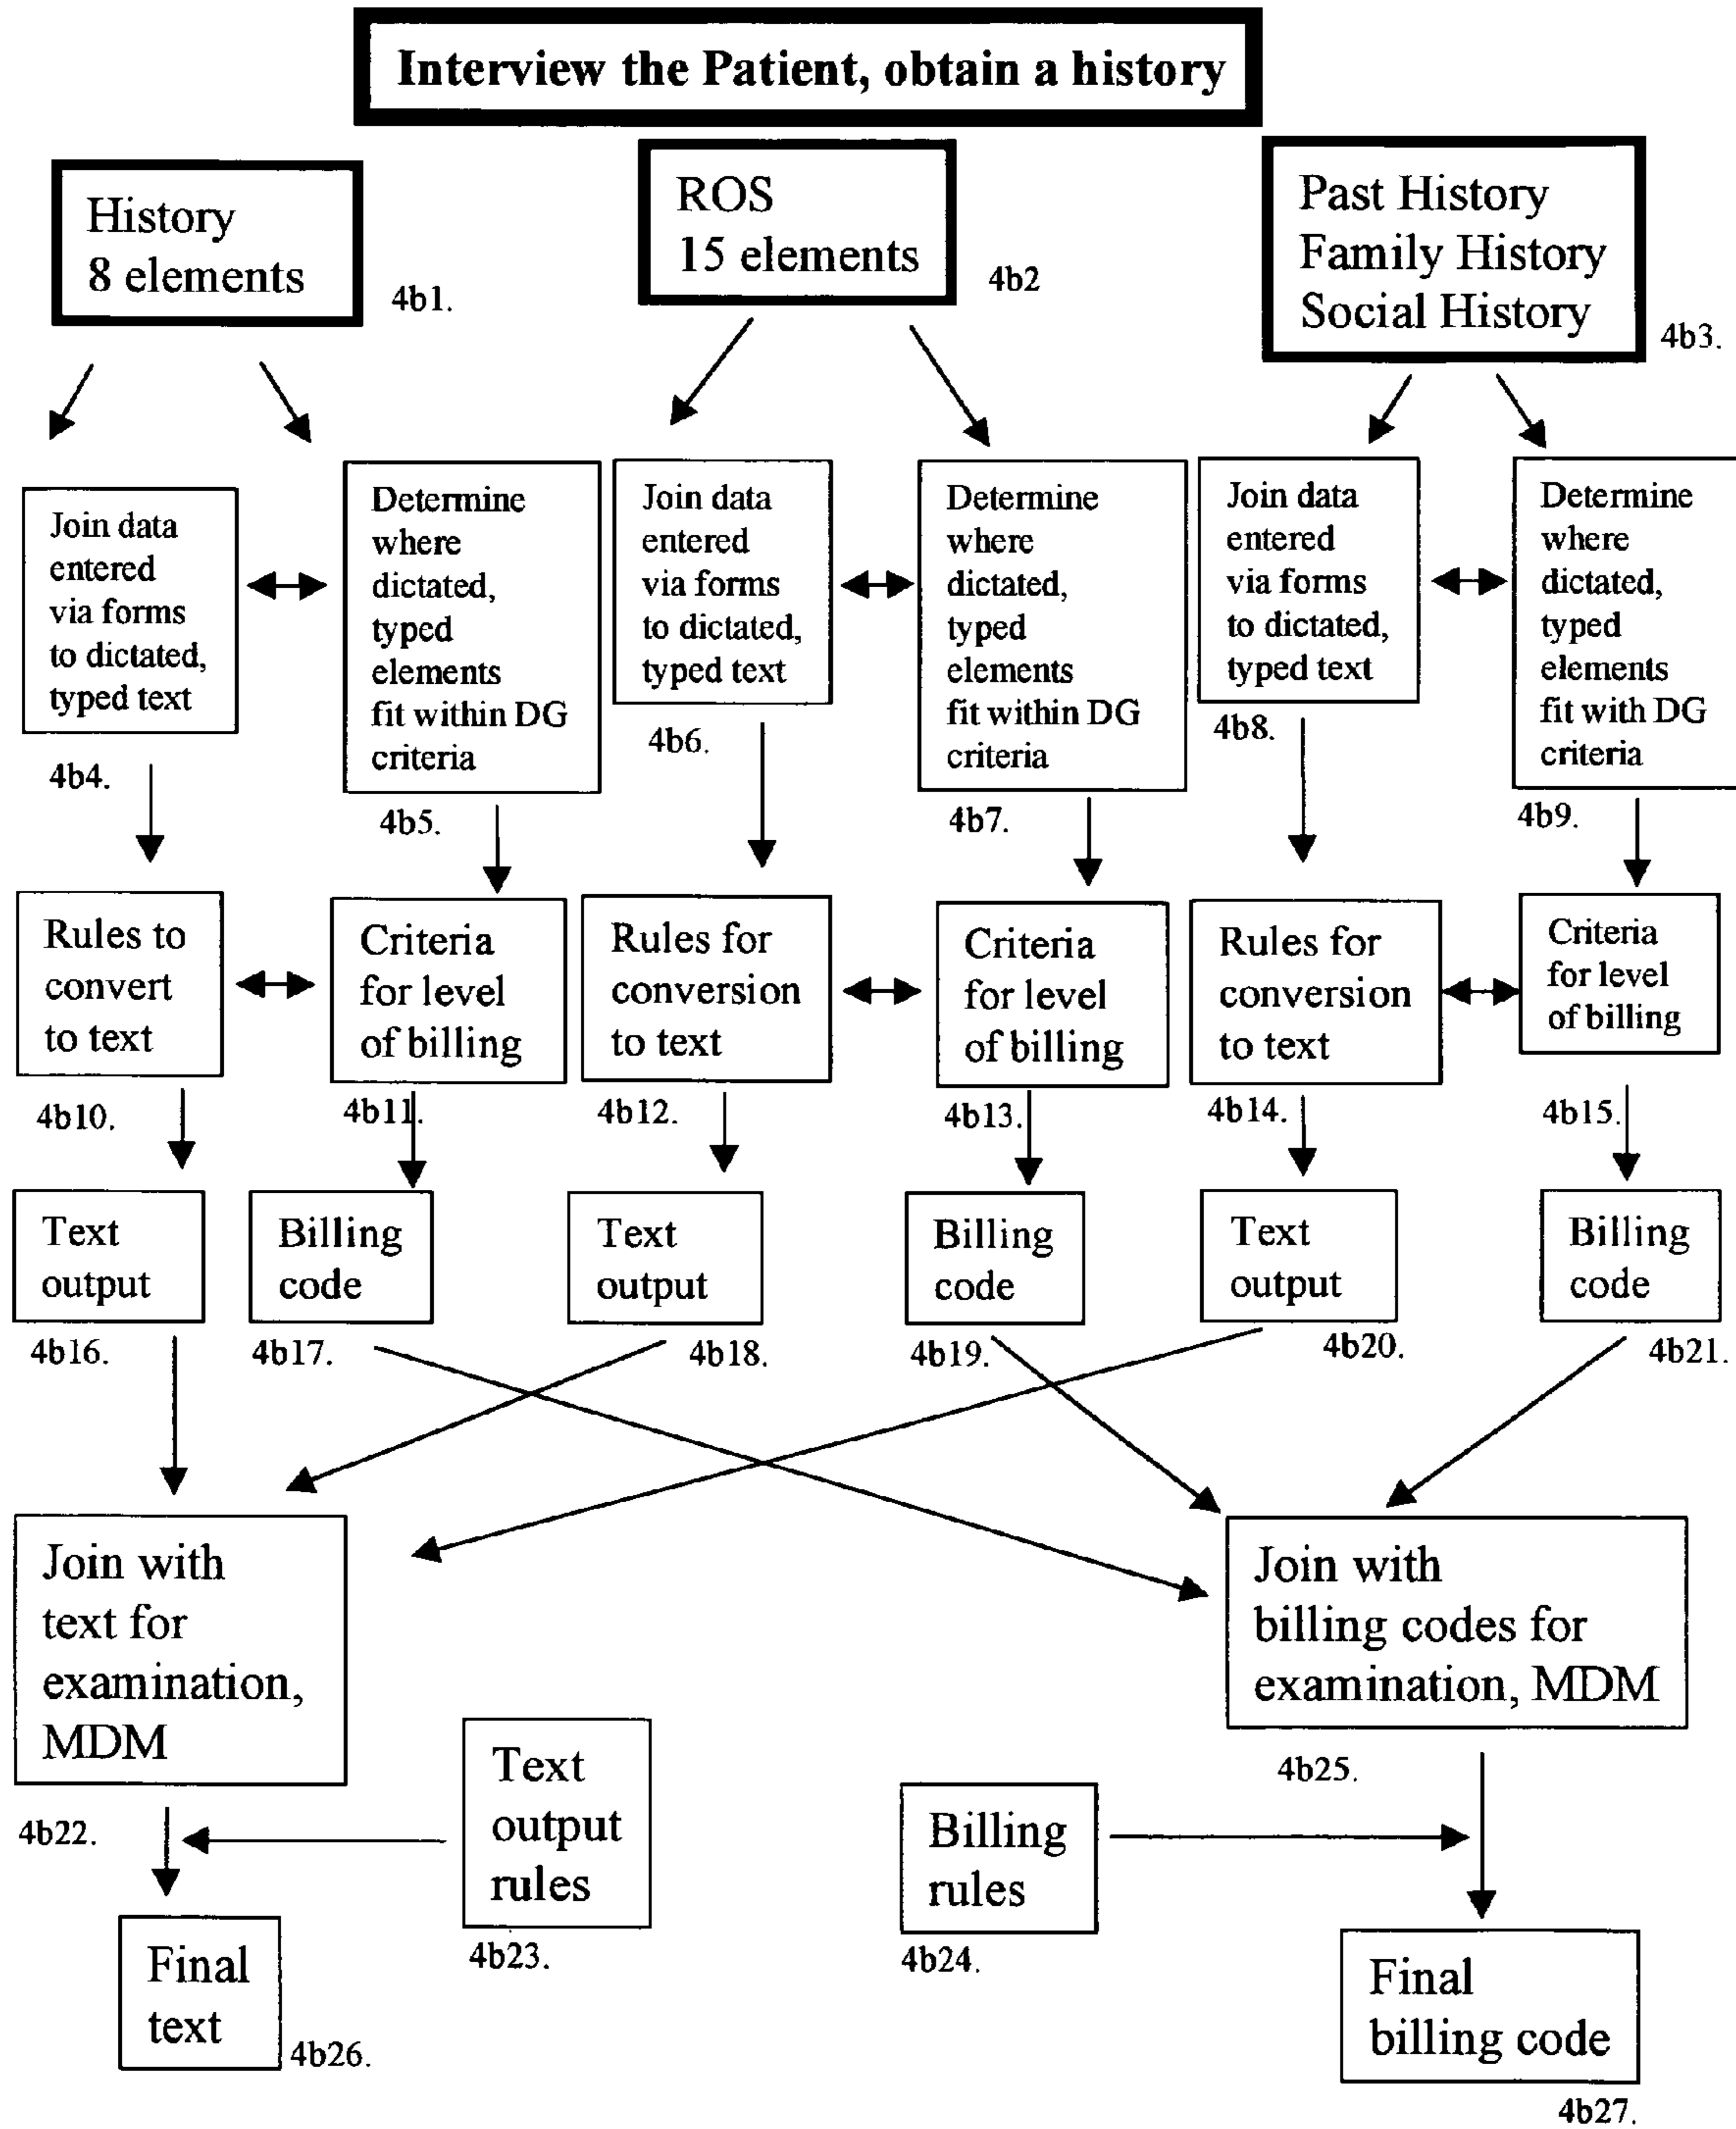 Interview the Patient, obtain a history
History
8 elements
4b1.
ROS
15 elements
4b2
Past History
Family History
Social History
4b3.
Join data
entered
via forms
to dictated,
typed text
4b4.
Determine
where
dictated,
typed
elements
fit within DG
criteria
4b5.
Join data
entered
via forms
to dictated,
typed text
4b6.
Determine
where
dictated,
typed
elements
fit within DG
criteria
4b7.
Join data
entered
via forms
to dictated,
typed text
4b8.
Determine
where
dictated,
typed
elements
fit with DG
criteria
4b9.
Rules to
convert
to text
4b10.
Criteria
for level
of billing
4b11.
Rules for
conversion
to text
4b12.
Criteria
for level
of billing
4b13.
Rules for
conversion
to text
4b14.
Criteria
for level
of billing
4b15.
Text
output
4b16.
Billing
code
4b17.
Text
output
4b18.
Billing
code
4b19.
Text
output
4b20.
Billing
code
4b21.
Join with
text for
examination,
MDM
4b22.
Text
output
rules
4b23.
Billing
rules
4b24.
Join with
billing codes for
examination, MDM
4b25.
Final
text
4b26.
Final
billing code
4b27.